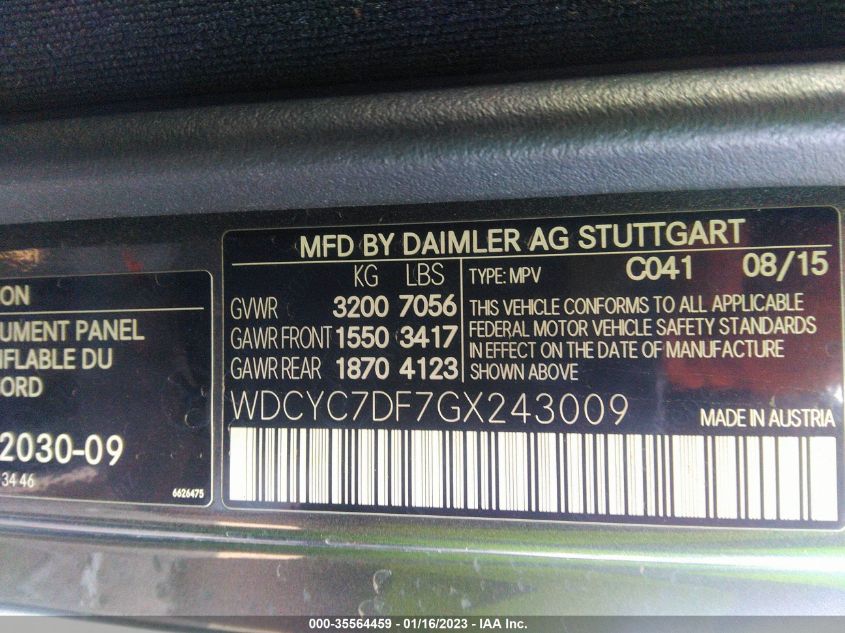 MFD BY DAIMLER AG STUTTGART
KG LBS
TYPE: MPV C041 08/15
GVWR 3200 7056
GAWR FRONT 1550 3417
GAWR REAR 1870 4123
THIS VEHICLE CONFORMS TO ALL APPLICABLE
FEDERAL MOTOR VEHICLE SAFETY STANDARDS
IN EFFECT ON THE DATE OF MANUFACTURE
SHOWN ABOVE
WDCYC7DF7GX243009
MADE IN AUSTRIA
ON
UMENT PANEL
FLABLE DU
ORD
2030-09
34 46
6626475
000-35564459 - 01/16/2023 - © IAA Inc.